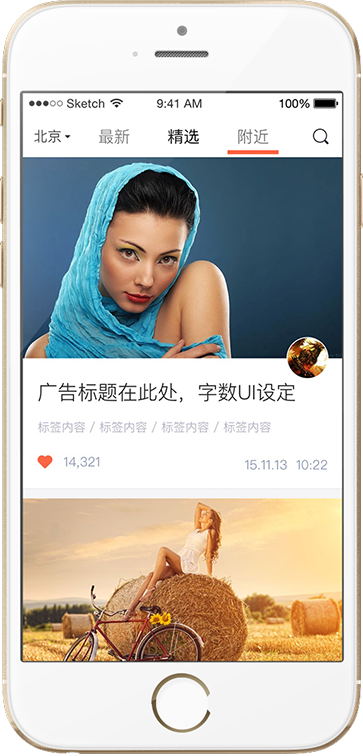 ●●●○○ Sketch 9:41 AM 100%
北京 最新 精选 附近
广告标题在此处，字数UI设定
标签内容 / 标签内容 / 标签内容 / 标签内容
14,321 15.11.13 10:22